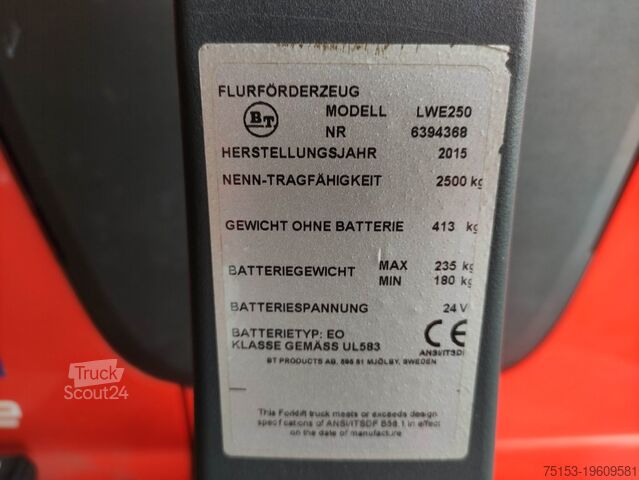 FLURFÖRDERZEUG
BT MODELL LWE250
NR 6394368
HERSTELLUNGSJAHR 2015
NENN-TRAGFÄHIGKEIT 2500 kg
GEWICHT OHNE BATTERIE 413 kg
BATTERIEGEWICHT MAX 235 kg
MIN 180 kg
BATTERIESPANNUNG 24 V
BATTERIETYP: EO
KLASSE GEMÄSS UL583
CE
ANSI/ITSDF
BT PRODUCTS AB, 595 81 MJÖLBY, SWEDEN
This Forklift truck meets or exceeds design
specifications of ANSI/ITSDF B56.1 in effect
on the date of manufacture
Truck
Scout24
e
75153-19609581